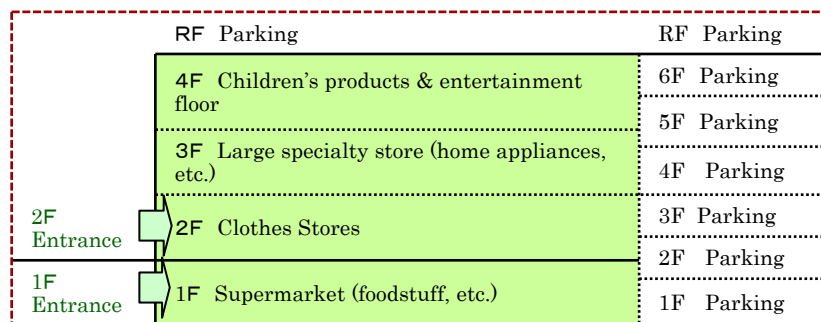 RF Parking
RF Parking
4F Children's products & entertainment
floor
6F Parking
5F Parking
3F Large specialty store (home appliances,
etc.)
4F Parking
2F
Entrance
2F Clothes Stores
3F Parking
2F Parking
1F
Entrance
1F Supermarket (foodstuff, etc.)
1F Parking